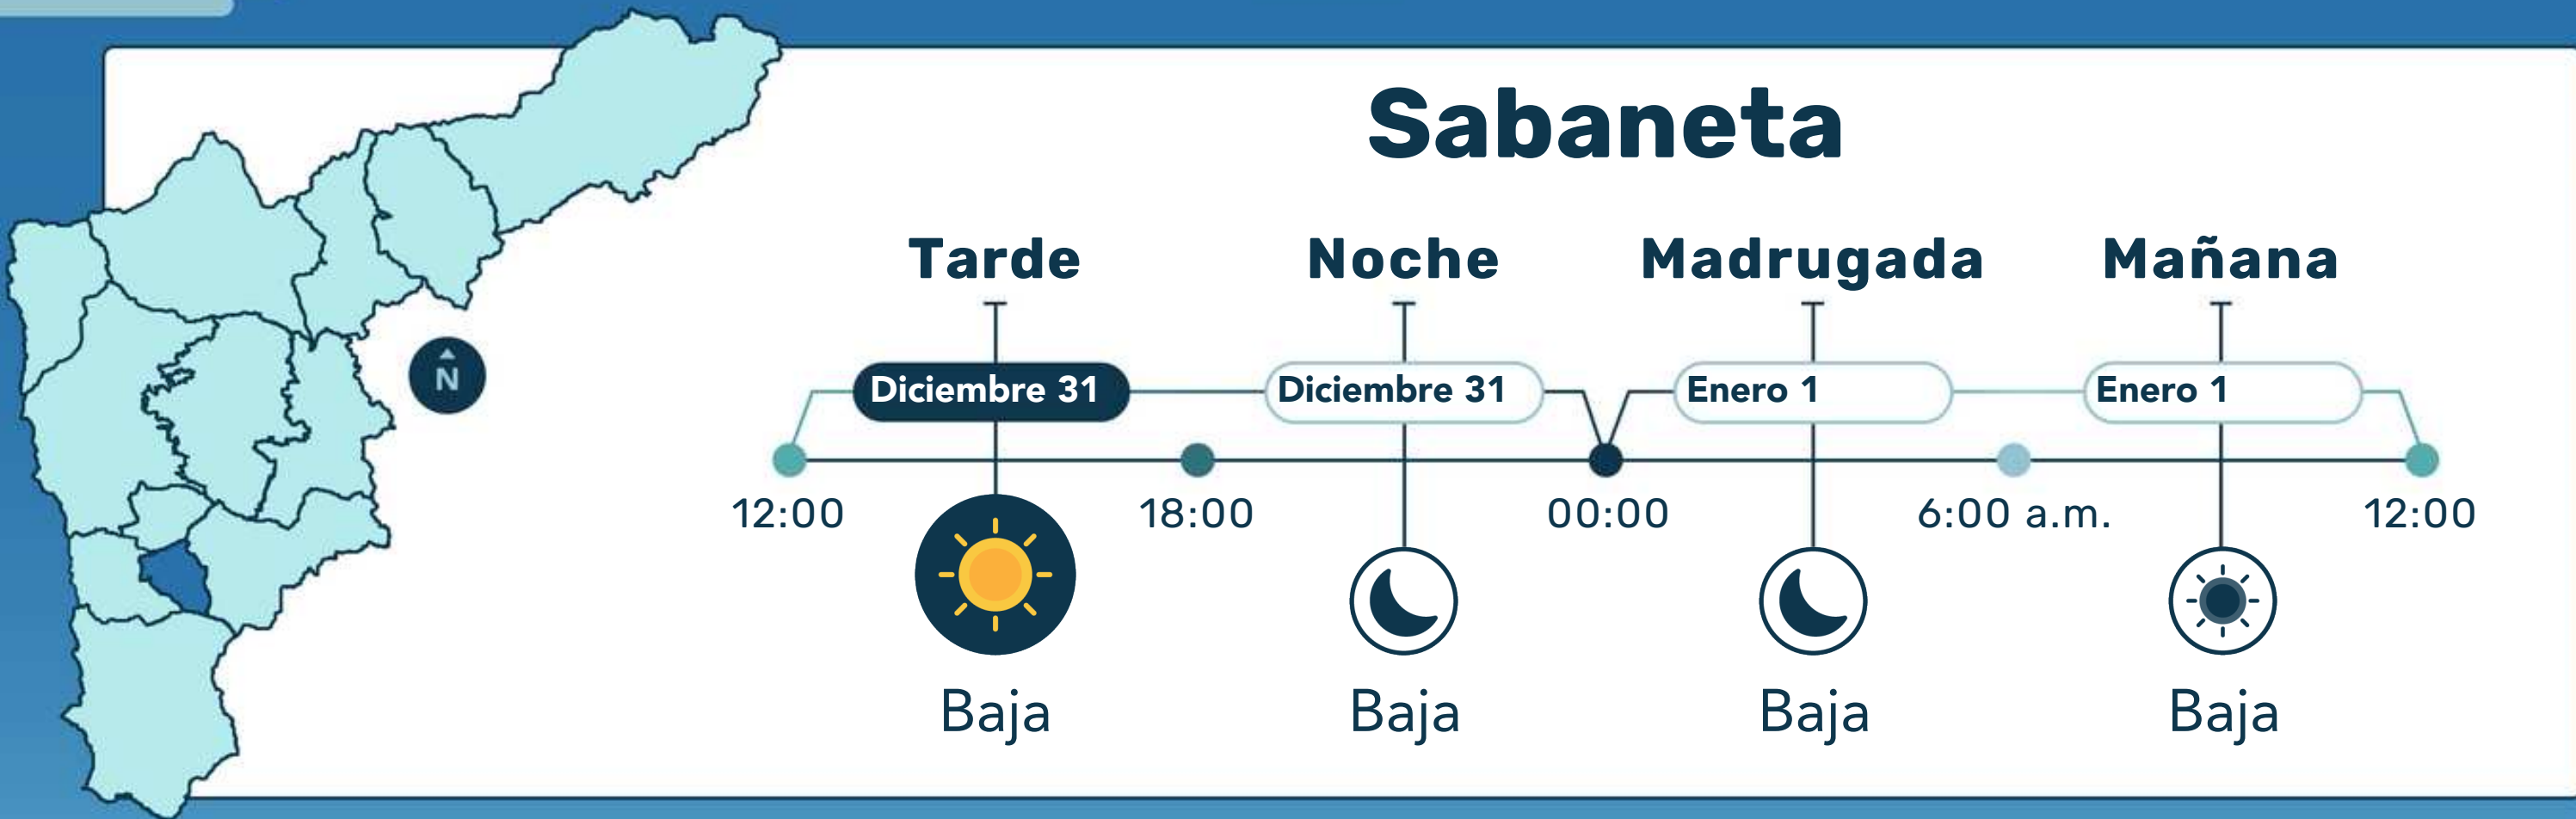 Sabaneta
Tarde
Noche
Madrugada
Mañana
Diciembre 31
Diciembre 31
Enero 1
Enero 1
N
12:00
18:00
00:00
6:00 a.m.
12:00
Baja
Baja
Baja
Baja